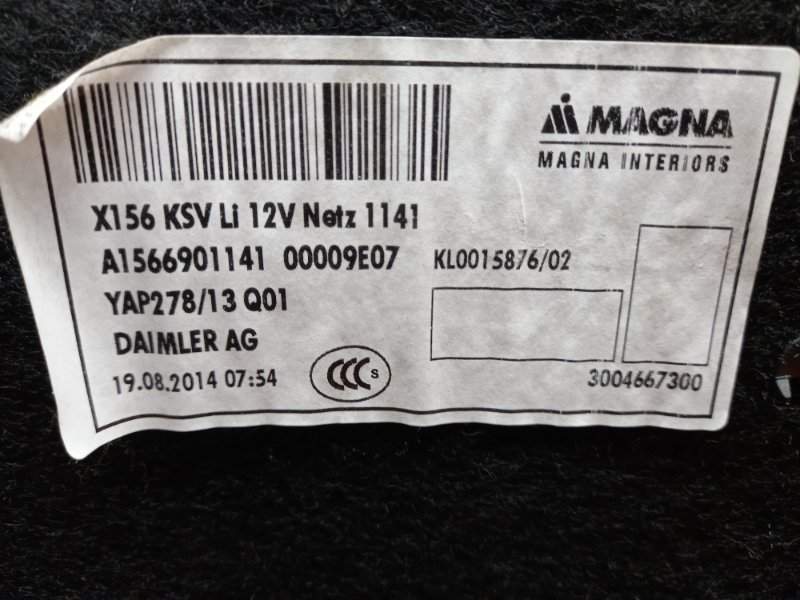 MAGNA
MAGNA INTERIORS
X156 KSV Li 12V Netz 1141
A1566901141 00009E07 KL0015876/02
YAP278/13 Q01
DAIMLER AG
19.08.2014 07:54
CCC S
3004667300